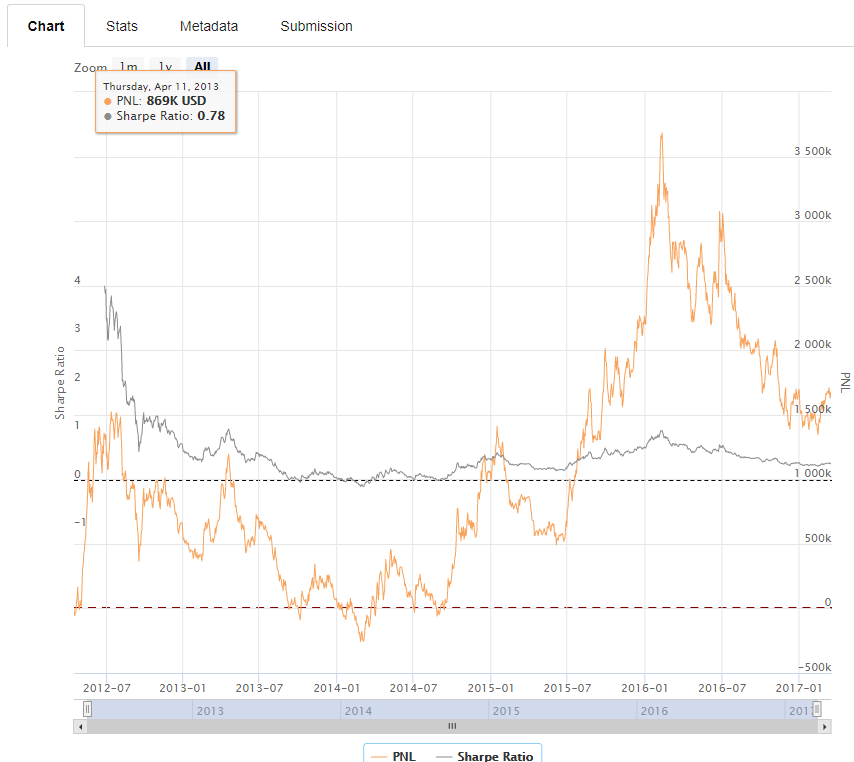 Chart Stats Metadata Submission
Zoom 1m 1y All
Thursday, Apr 11, 2013
PNL: 869K USD
Sharpe Ratio: 0.78
3 500k
3 000k
4 2 500k
3
2 000k
2
1 1 500k
0 1 000k
-1
500k
0
-500k
Sharpe Ratio
PNL
2012-07 2013-01 2013-07 2014-01 2014-07 2015-01 2015-07 2016-01 2016-07 2017-01
2013 2014 2015 2016 2017
PNL Sharpe Ratio